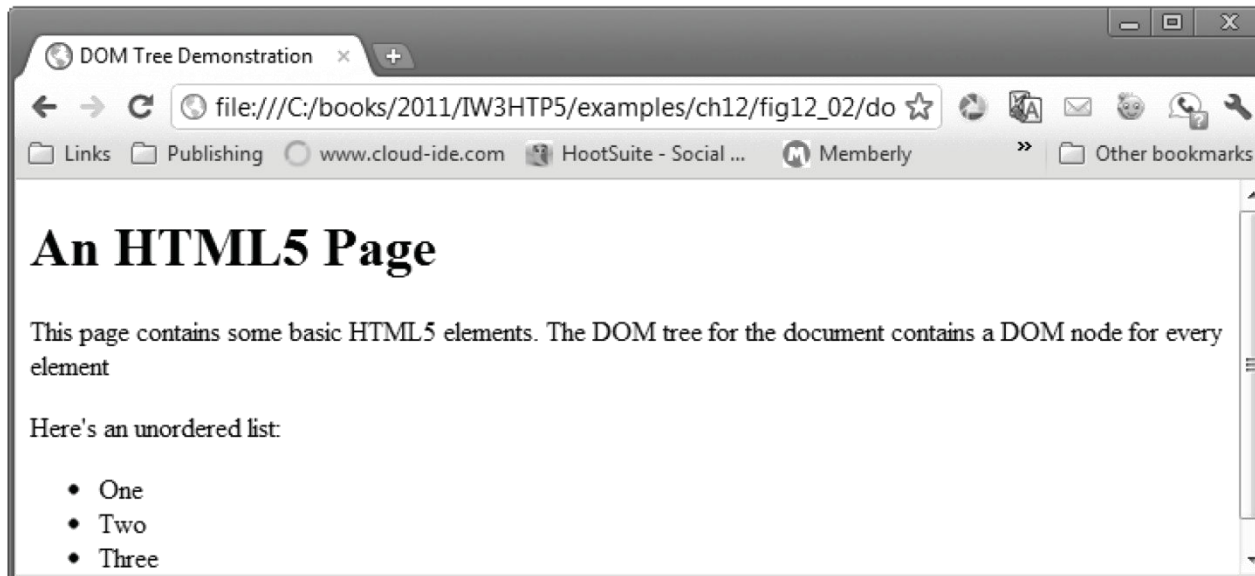 DOM Tree Demonstration
file:///C:/books/2011/IW3HTP5/examples/ch12/fig12_02/do
Links Publishing www.cloud-ide.com HootSuite - Social ... Memberly » Other bookmarks
An HTML5 Page
This page contains some basic HTML5 elements. The DOM tree for the document contains a DOM node for every
element
Here's an unordered list:
• One
• Two
• Three